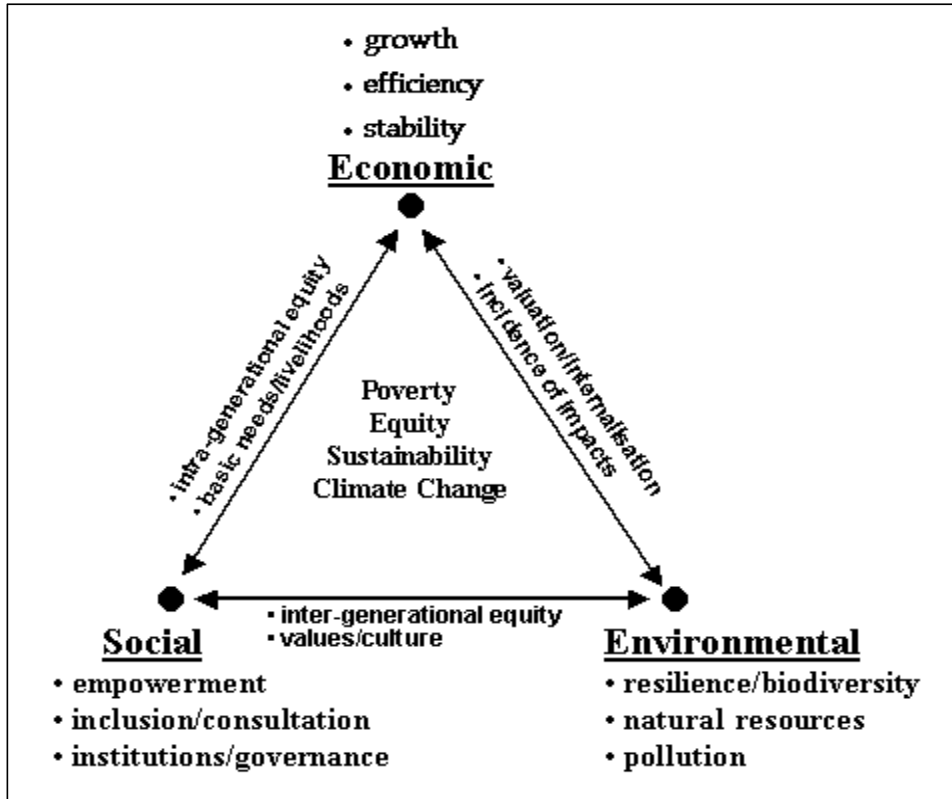 • growth
• efficiency
• stability
Economic
• intra-generational equity
• basic needs/livelihoods
• valuation/internalisation
• incidence of impacts
Poverty
Equity
Sustainability
Climate Change
• inter-generational equity
• values/culture
Social
• empowerment
• inclusion/consultation
• institutions/governance
Environmental
• resilience/biodiversity
• natural resources
• pollution